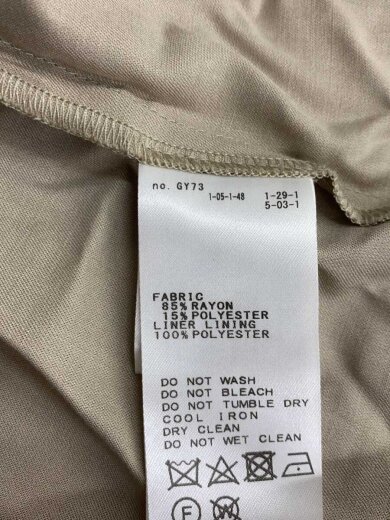 no. GY73
1-05-1-48 1-29-1
5-03-1
FABRIC
85% RAYON
15% POLYESTER
LINER LINING
100% POLYESTER
DO NOT WASH
DO NOT BLEACH
DO NOT TUMBLE DRY
COOL IRON
DRY CLEAN
DO NOT WET CLEAN
F W